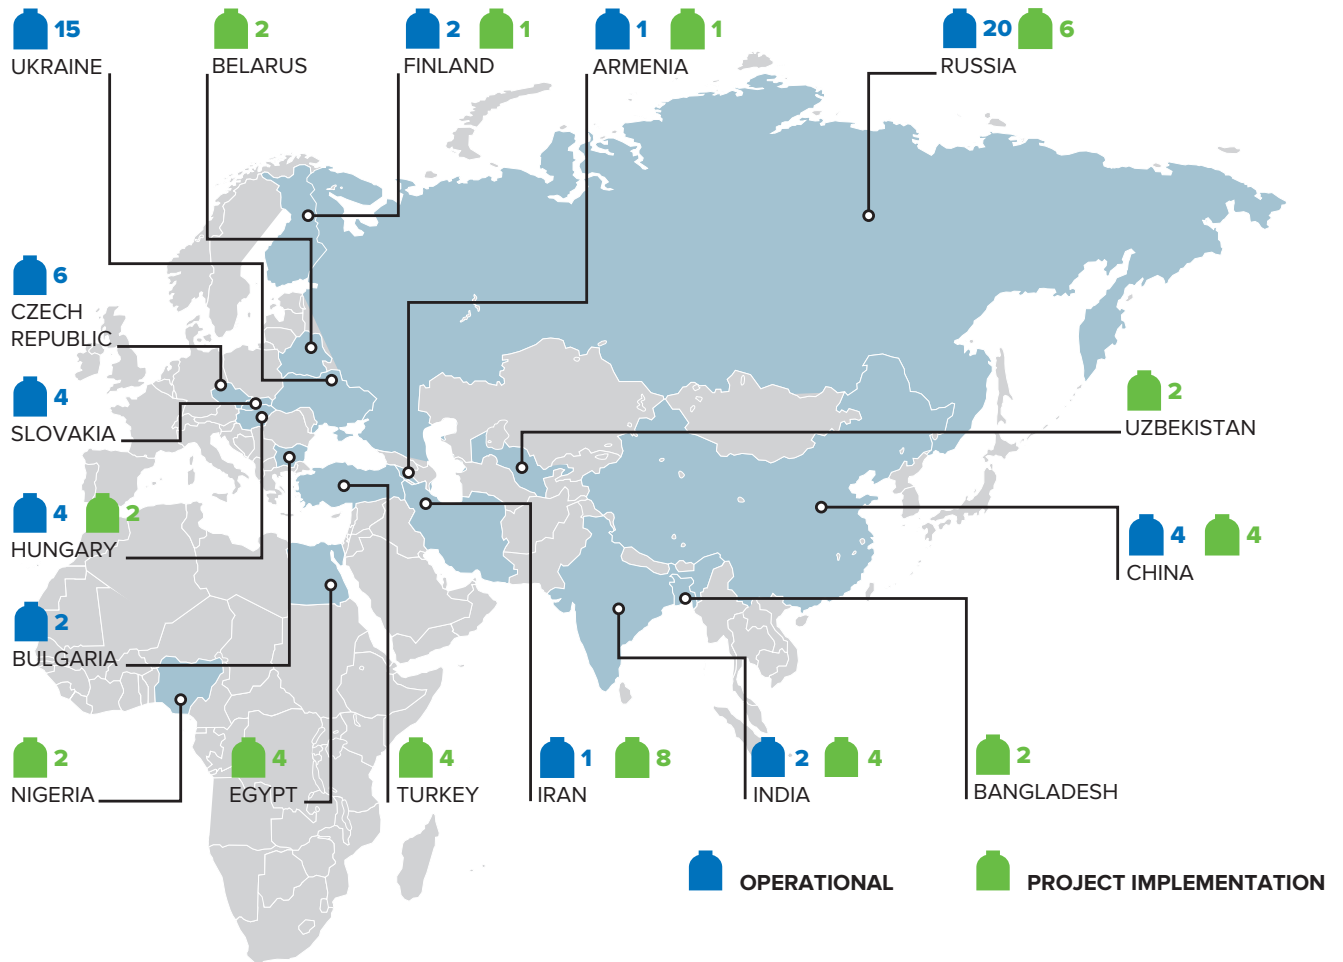 15
UKRAINE
2
BELARUS
2 1
FINLAND
1 1
ARMENIA
20 6
RUSSIA
6
CZECH
REPUBLIC
4
SLOVAKIA
2
UZBEKISTAN
4 2
HUNGARY
4 4
CHINA
2
BULGARIA
2
NIGERIA
4
EGYPT
4
TURKEY
1 8
IRAN
2 4
INDIA
2
BANGLADESH
OPERATIONAL
PROJECT IMPLEMENTATION